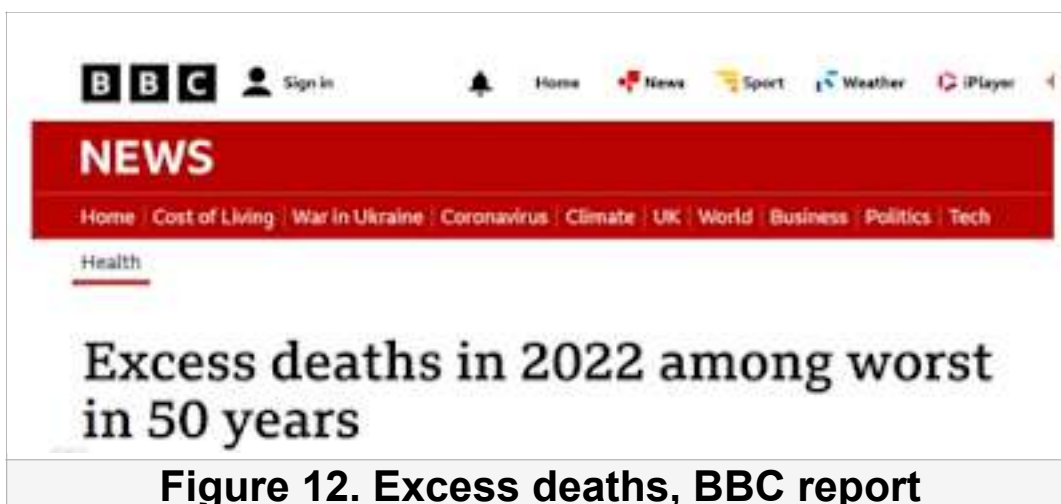 BBC Sign in Home News Sport Weather iPlayer
NEWS
Home Cost of Living War in Ukraine Coronavirus Climate UK World Business Politics Tech
Health
Excess deaths in 2022 among worst
in 50 years
Figure 12. Excess deaths, BBC report